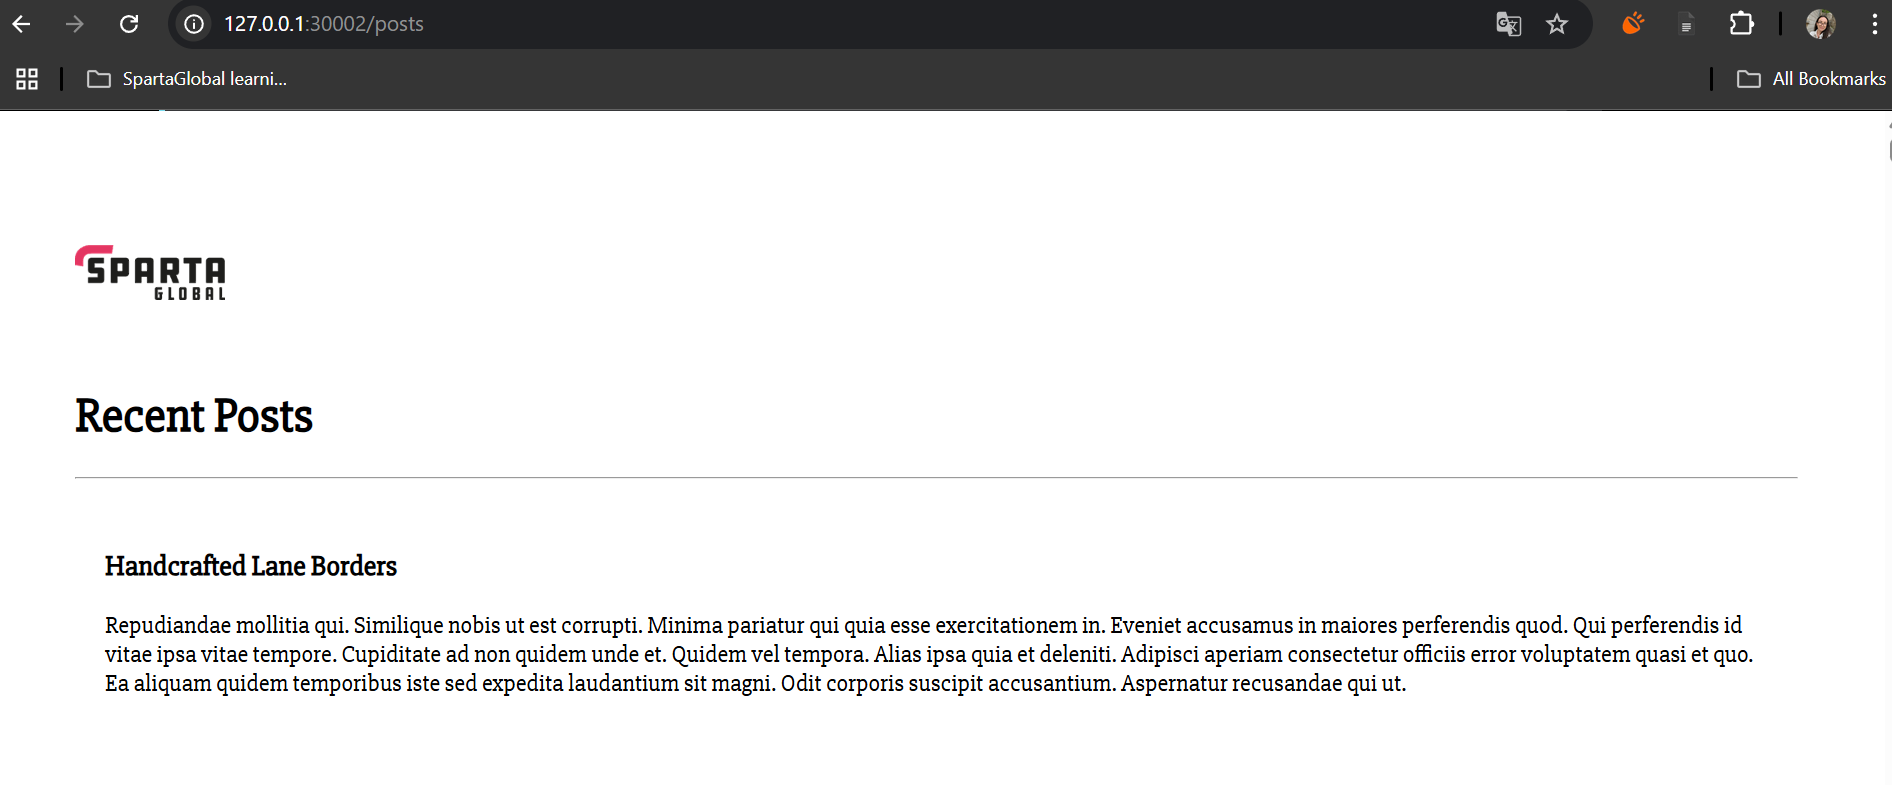 127.0.0.1:30002/posts
SpartaGlobal learni...
All Bookmarks
SPARTA
GLOBAL
Recent Posts
Handcrafted Lane Borders
Repudiandae mollitia qui. Similique nobis ut est corrupti. Minima pariatur qui quia esse exercitationem in. Eveniet accusamus in maiores perferendis quod. Qui perferendis id
vitae ipsa vitae tempore. Cupiditate ad non quidem unde et. Quidem vel tempora. Alias ipsa quia et deleniti. Adipisci aperiam consectetur officiis error voluptatem quasi et quo.
Ea aliquam quidem temporibus iste sed expedita laudantium sit magni. Odit corporis suscipit accusantium. Aspernatur recusandae qui ut.